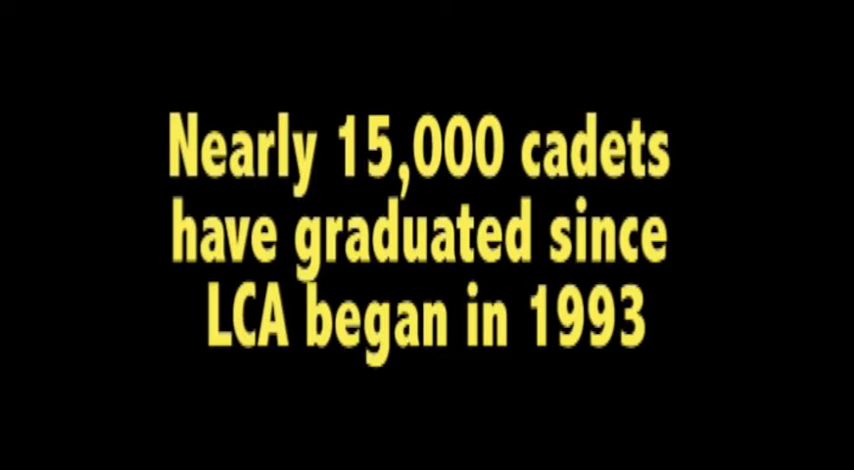 Nearly 15,000 cadets
have graduated since
LCA began in 1993